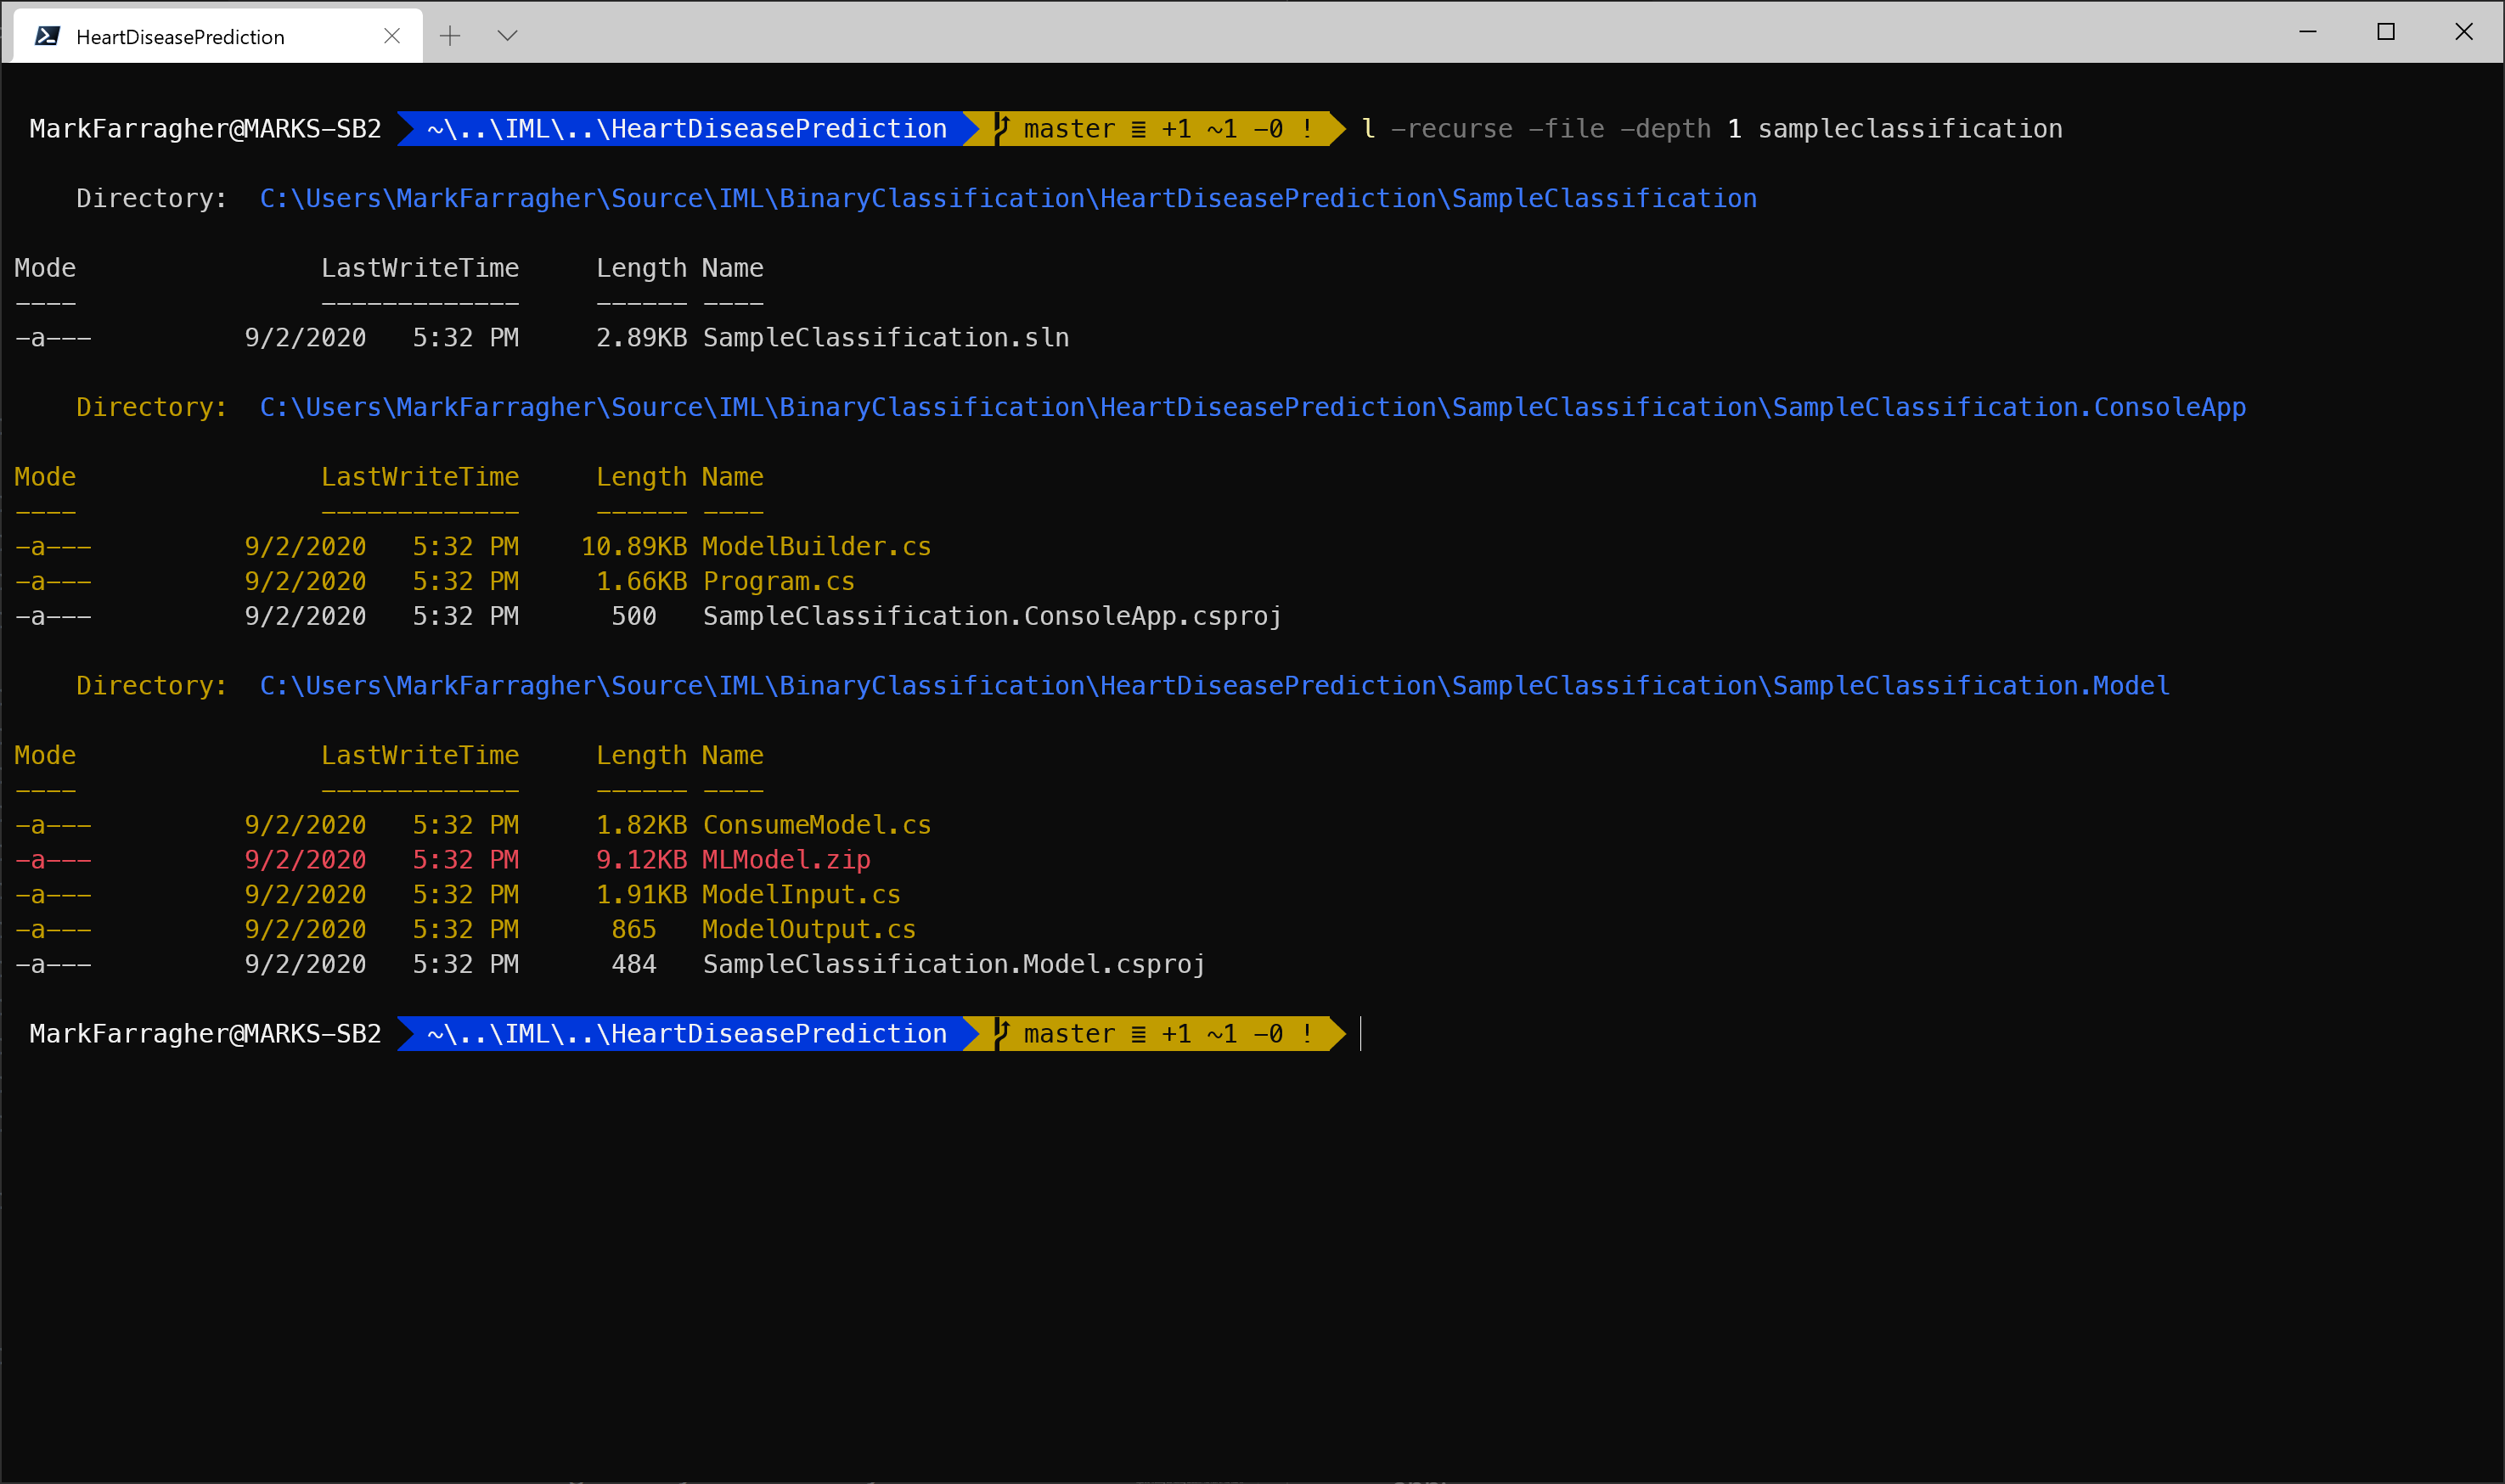 HeartDiseasePrediction
MarkFarragher@MARKS-SB2 ~\..\IML\..\HeartDiseasePrediction master ≡ +1 ~1 -0 ! l -recurse -file -depth 1 sampleclassification
Directory: C:\Users\MarkFarragher\Source\IML\BinaryClassification\HeartDiseasePrediction\SampleClassification
Mode LastWriteTime Length Name
---- ------------- ------ ----
-a--- 9/2/2020 5:32 PM 2.89KB SampleClassification.sln
Directory: C:\Users\MarkFarragher\Source\IML\BinaryClassification\HeartDiseasePrediction\SampleClassification\SampleClassification.ConsoleApp
Mode LastWriteTime Length Name
---- ------------- ------ ----
-a--- 9/2/2020 5:32 PM 10.89KB ModelBuilder.cs
-a--- 9/2/2020 5:32 PM 1.66KB Program.cs
-a--- 9/2/2020 5:32 PM 500 SampleClassification.ConsoleApp.csproj
Directory: C:\Users\MarkFarragher\Source\IML\BinaryClassification\HeartDiseasePrediction\SampleClassification\SampleClassification.Model
Mode LastWriteTime Length Name
---- ------------- ------ ----
-a--- 9/2/2020 5:32 PM 1.82KB ConsumeModel.cs
-a--- 9/2/2020 5:32 PM 9.12KB MLModel.zip
-a--- 9/2/2020 5:32 PM 1.91KB ModelInput.cs
-a--- 9/2/2020 5:32 PM 865 ModelOutput.cs
-a--- 9/2/2020 5:32 PM 484 SampleClassification.Model.csproj
MarkFarragher@MARKS-SB2 ~\..\IML\..\HeartDiseasePrediction master ≡ +1 ~1 -0 !